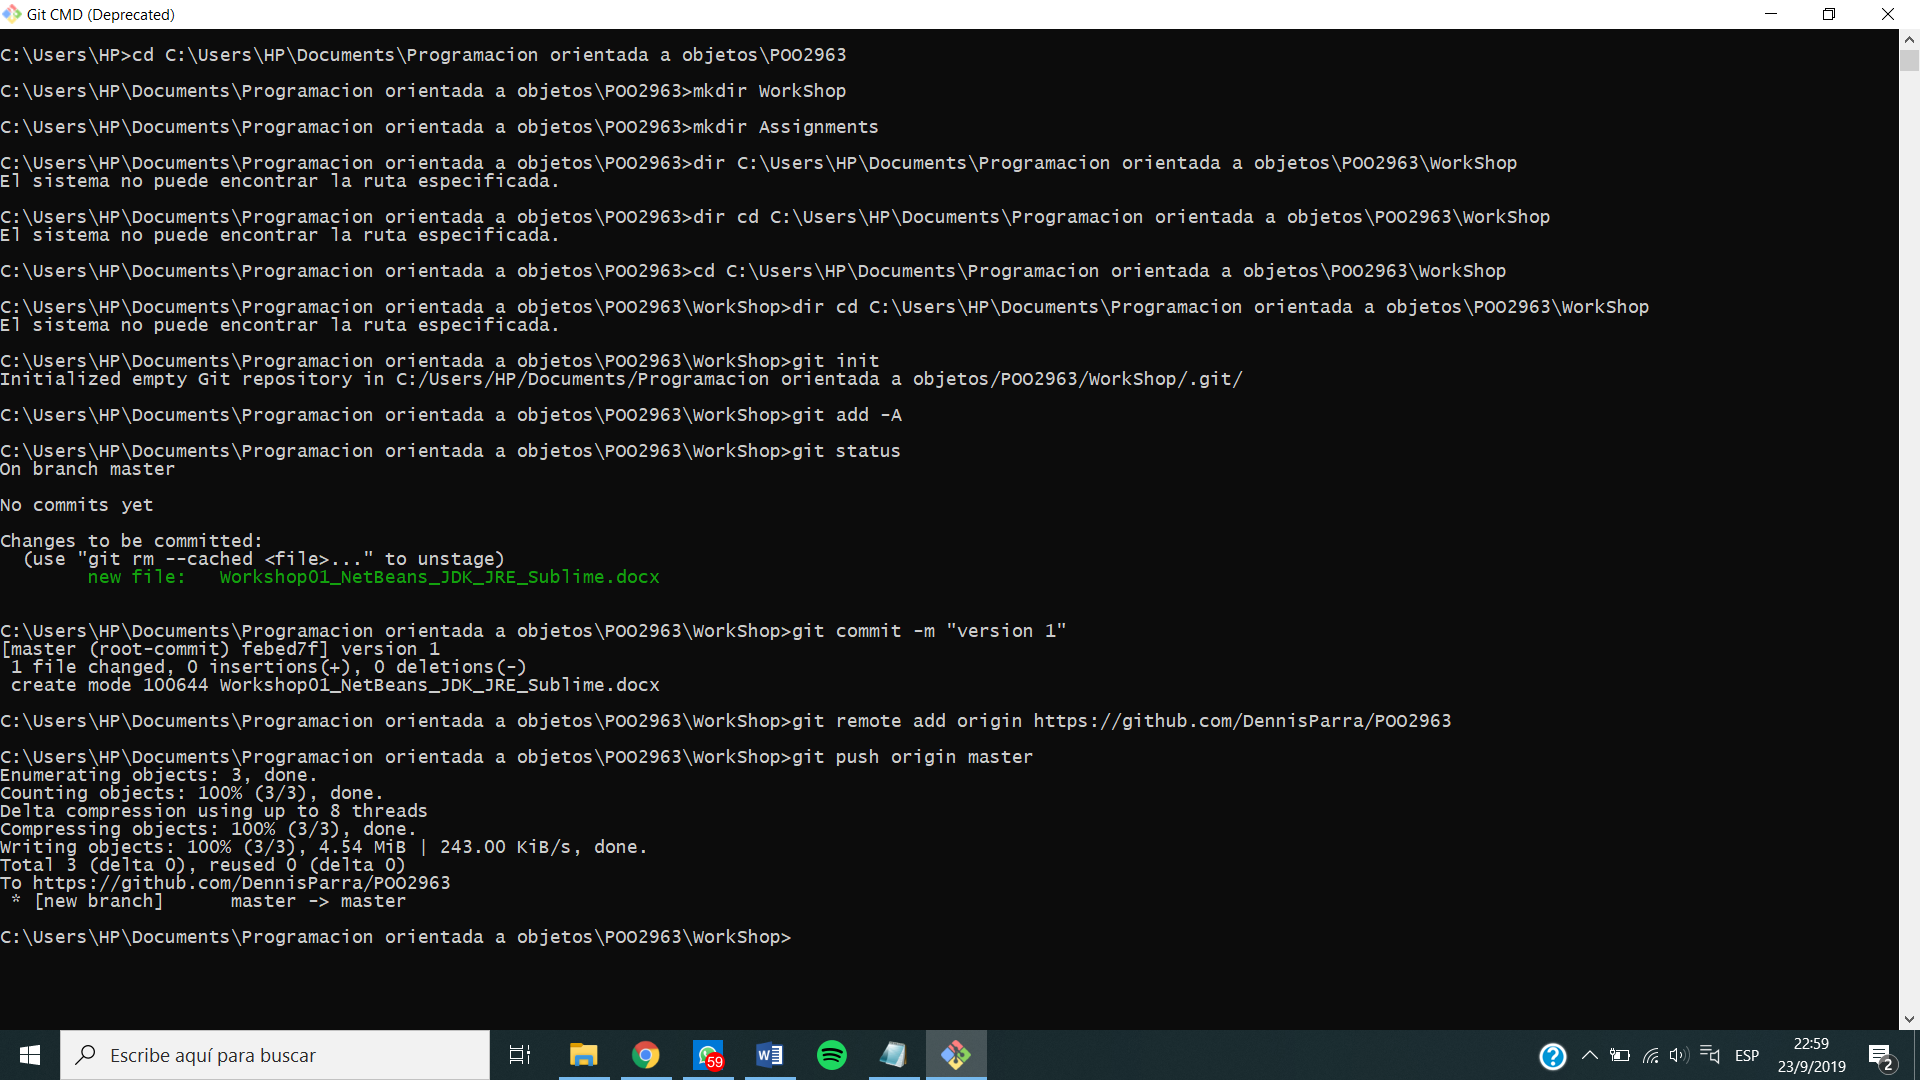 Git CMD (Deprecated)
C:\Users\HP>cd C:\Users\HP\Documents\Programacion orientada a objetos\POO2963
C:\Users\HP\Documents\Programacion orientada a objetos\POO2963>mkdir WorkShop
C:\Users\HP\Documents\Programacion orientada a objetos\POO2963>mkdir Assignments
C:\Users\HP\Documents\Programacion orientada a objetos\POO2963>dir C:\Users\HP\Documents\Programacion orientada a objetos\POO2963\WorkShop
El sistema no puede encontrar la ruta especificada.
C:\Users\HP\Documents\Programacion orientada a objetos\POO2963>dir cd C:\Users\HP\Documents\Programacion orientada a objetos\POO2963\WorkShop
El sistema no puede encontrar la ruta especificada.
C:\Users\HP\Documents\Programacion orientada a objetos\POO2963>cd C:\Users\HP\Documents\Programacion orientada a objetos\POO2963\WorkShop
C:\Users\HP\Documents\Programacion orientada a objetos\POO2963\WorkShop>dir cd C:\Users\HP\Documents\Programacion orientada a objetos\POO2963\WorkShop
El sistema no puede encontrar la ruta especificada.
C:\Users\HP\Documents\Programacion orientada a objetos\POO2963\WorkShop>git init
Initialized empty Git repository in C:/Users/HP/Documents/Programacion orientada a objetos/POO2963/WorkShop/.git/
C:\Users\HP\Documents\Programacion orientada a objetos\POO2963\WorkShop>git add -A
C:\Users\HP\Documents\Programacion orientada a objetos\POO2963\WorkShop>git status
On branch master
No commits yet
Changes to be committed:
(use "git rm --cached <file>..." to unstage)
new file:   Workshop01_NetBeans_JDK_JRE_Sublime.docx
C:\Users\HP\Documents\Programacion orientada a objetos\POO2963\WorkShop>git commit -m "version 1"
[master (root-commit) febed7f] version 1
1 file changed, 0 insertions(+), 0 deletions(-)
create mode 100644 Workshop01_NetBeans_JDK_JRE_Sublime.docx
C:\Users\HP\Documents\Programacion orientada a objetos\POO2963\WorkShop>git remote add origin https://github.com/DennisParra/POO2963
C:\Users\HP\Documents\Programacion orientada a objetos\POO2963\WorkShop>git push origin master
Enumerating objects: 3, done.
Counting objects: 100% (3/3), done.
Delta compression using up to 8 threads
Compressing objects: 100% (3/3), done.
Writing objects: 100% (3/3), 4.54 MiB | 243.00 KiB/s, done.
Total 3 (delta 0), reused 0 (delta 0)
To https://github.com/DennisParra/POO2963
* [new branch]      master -> master
C:\Users\HP\Documents\Programacion orientada a objetos\POO2963\WorkShop>
Escribe aquí para buscar
59
ESP
22:59
23/9/2019
2